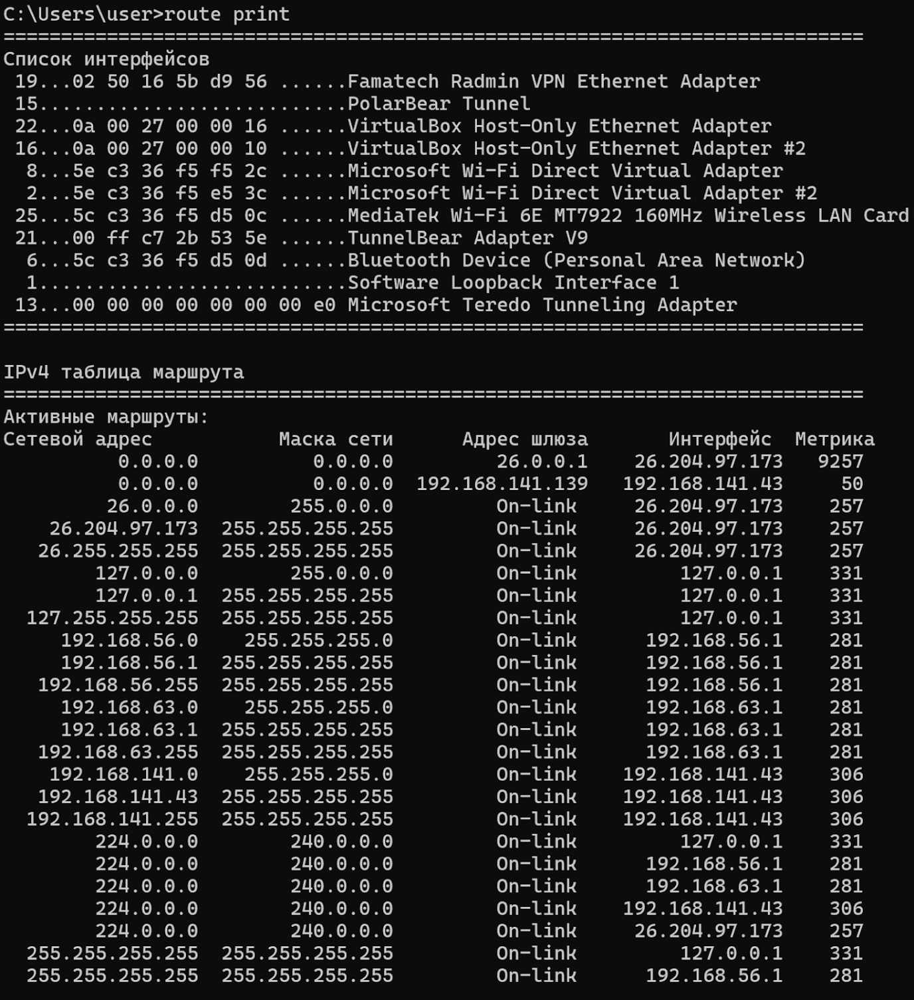 C:\Users\user>route print
===========================================================================
Список интерфейсов
 19...02 50 16 5b d9 56 ......Famatech Radmin VPN Ethernet Adapter
 15...........................PolarBear Tunnel
 22...0a 00 27 00 00 16 ......VirtualBox Host-Only Ethernet Adapter
 16...0a 00 27 00 00 10 ......VirtualBox Host-Only Ethernet Adapter #2
  8...5e c3 36 f5 f5 2c ......Microsoft Wi-Fi Direct Virtual Adapter
  2...5e c3 36 f5 e5 3c ......Microsoft Wi-Fi Direct Virtual Adapter #2
 25...5c c3 36 f5 d5 0c ......MediaTek Wi-Fi 6E MT7922 160MHz Wireless LAN Card
 21...00 ff c7 2b 53 5e ......TunnelBear Adapter V9
  6...5c c3 36 f5 d5 0d ......Bluetooth Device (Personal Area Network)
  1...........................Software Loopback Interface 1
 13...00 00 00 00 00 00 00 e0 Microsoft Teredo Tunneling Adapter
===========================================================================

IPv4 таблица маршрута
===========================================================================
Активные маршруты:
Сетевой адрес           Маска сети      Адрес шлюза       Интерфейс  Метрика
          0.0.0.0          0.0.0.0         26.0.0.1    26.204.97.173   9257
          0.0.0.0          0.0.0.0  192.168.141.139   192.168.141.43     50
         26.0.0.0        255.0.0.0         On-link     26.204.97.173    257
    26.204.97.173  255.255.255.255         On-link     26.204.97.173    257
   26.255.255.255  255.255.255.255         On-link     26.204.97.173    257
        127.0.0.0        255.0.0.0         On-link         127.0.0.1    331
        127.0.0.1  255.255.255.255         On-link         127.0.0.1    331
  127.255.255.255  255.255.255.255         On-link         127.0.0.1    331
     192.168.56.0    255.255.255.0         On-link      192.168.56.1    281
     192.168.56.1  255.255.255.255         On-link      192.168.56.1    281
   192.168.56.255  255.255.255.255         On-link      192.168.56.1    281
     192.168.63.0    255.255.255.0         On-link      192.168.63.1    281
     192.168.63.1  255.255.255.255         On-link      192.168.63.1    281
   192.168.63.255  255.255.255.255         On-link      192.168.63.1    281
    192.168.141.0    255.255.255.0         On-link    192.168.141.43    306
   192.168.141.43  255.255.255.255         On-link    192.168.141.43    306
  192.168.141.255  255.255.255.255         On-link    192.168.141.43    306
        224.0.0.0        240.0.0.0         On-link         127.0.0.1    331
        224.0.0.0        240.0.0.0         On-link      192.168.56.1    281
        224.0.0.0        240.0.0.0         On-link      192.168.63.1    281
        224.0.0.0        240.0.0.0         On-link    192.168.141.43    306
        224.0.0.0        240.0.0.0         On-link     26.204.97.173    257
  255.255.255.255  255.255.255.255         On-link         127.0.0.1    331
  255.255.255.255  255.255.255.255         On-link      192.168.56.1    281